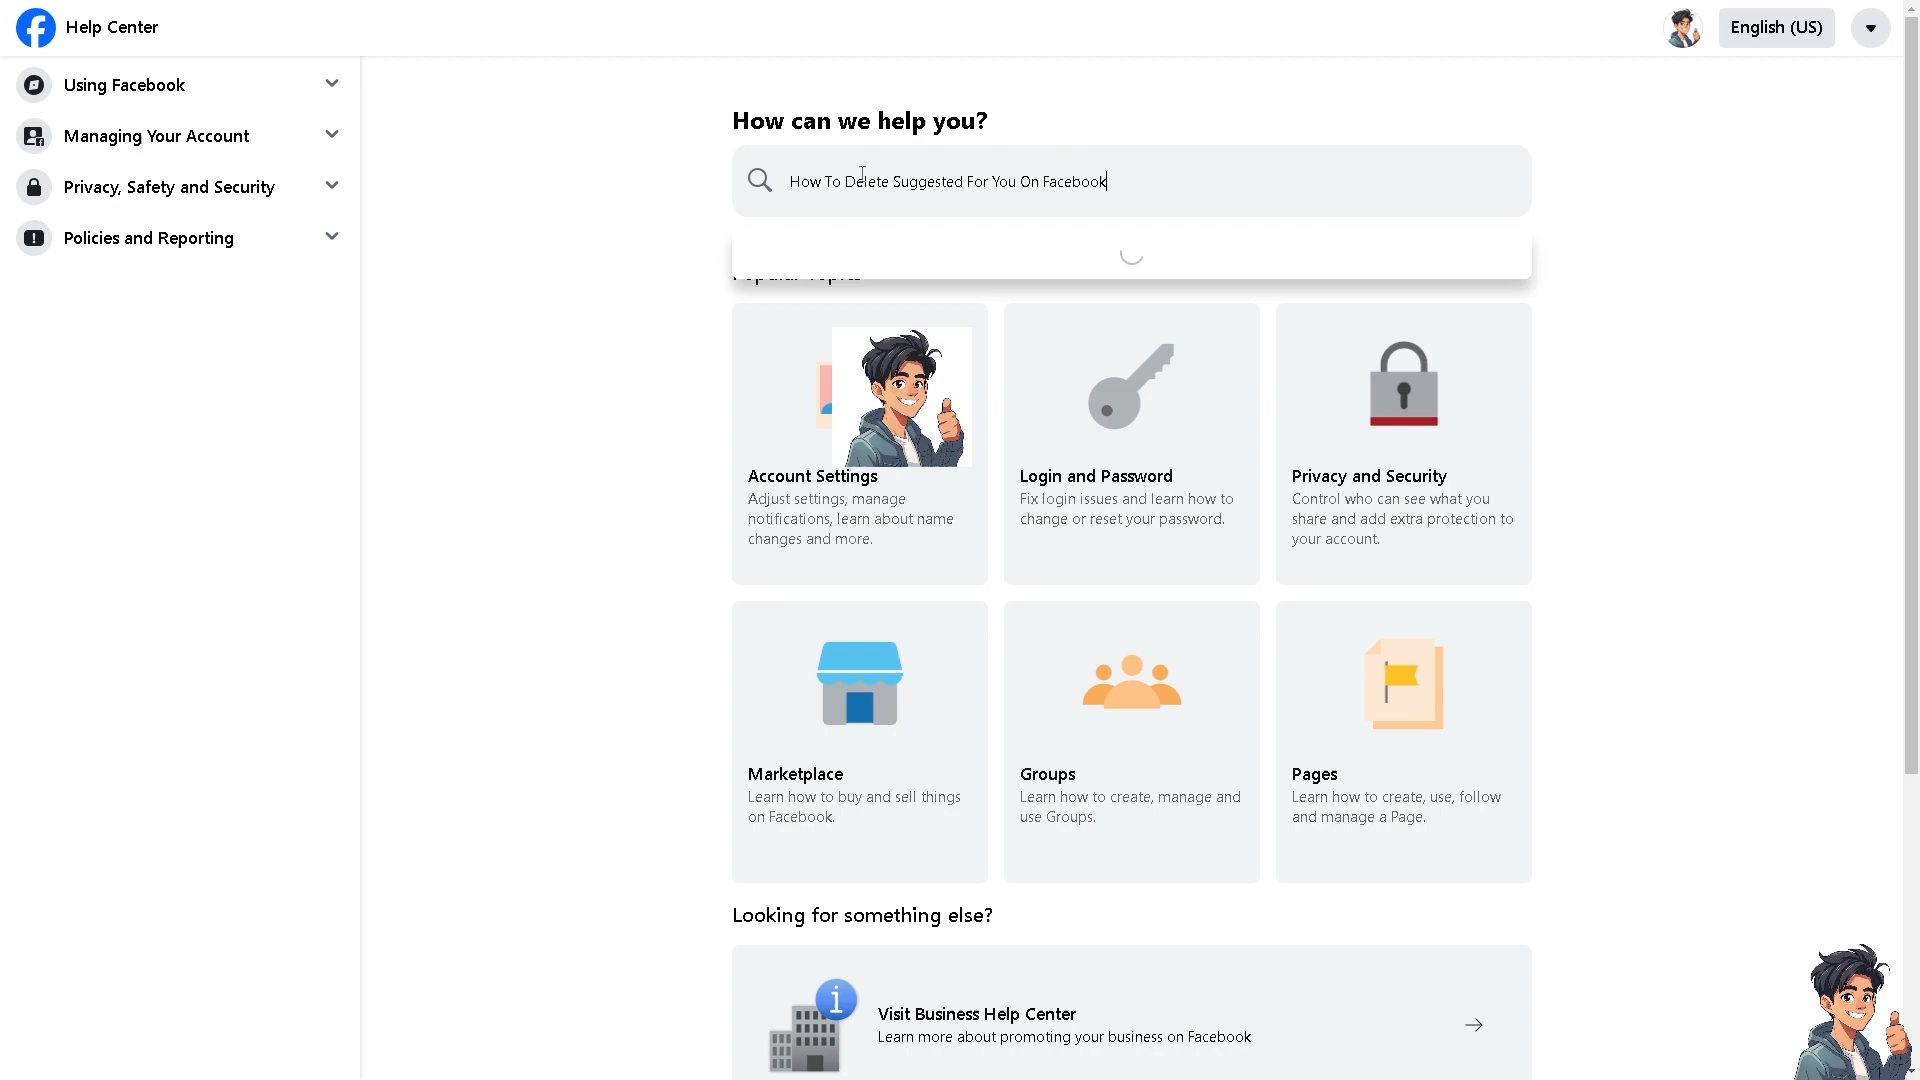 Help Center
English (US)
Using Facebook
Managing Your Account
Privacy, Safety and Security
Policies and Reporting
How can we help you?
How To Delete Suggested For You On Facebook
Account Settings
Adjust settings, manage
notifications, learn about name
changes and more.
Login and Password
Fix login issues and learn how to
change or reset your password.
Privacy and Security
Control who can see what you
share and add extra protection to
your account.
Marketplace
Learn how to buy and sell things
on Facebook.
Groups
Learn how to create, manage and
use Groups.
Pages
Learn how to create, use, follow
and manage a Page.
Looking for something else?
Visit Business Help Center
Learn more about promoting your business on Facebook